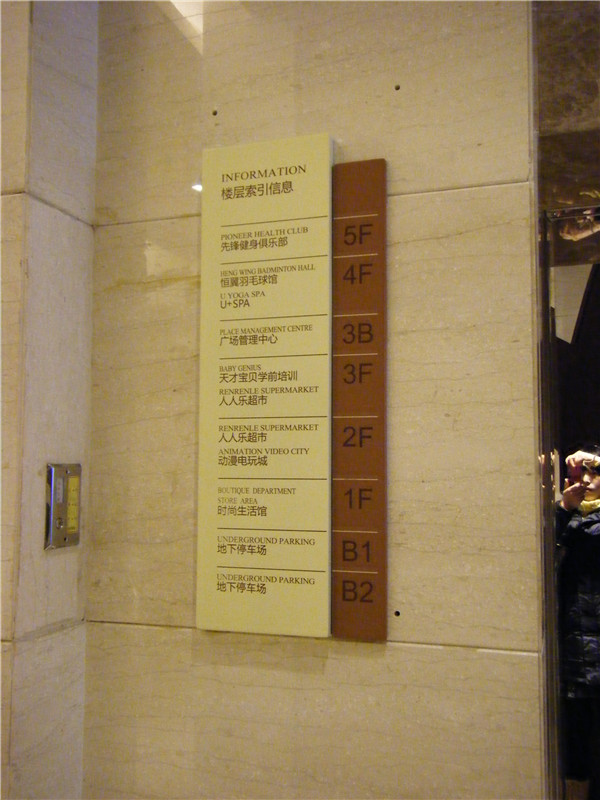 INFORMATION
楼层索引信息
PIONEER HEALTH CLUB
先锋健身俱乐部
5F
HENG WING BADMINTON HALL
恒翼羽毛球馆
U YOGA SPA
U+SPA
4F
PLACE MANAGEMENT CENTRE
广场管理中心
3B
BABY GENIUS
天才宝贝学前培训
RENRENLE SUPERMARKET
人人乐超市
3F
RENRENLE SUPERMARKET
人人乐超市
ANIMATION VIDEO CITY
动漫电玩城
2F
BOUTIQUE DEPARTMENT
STORE AREA
时尚生活馆
1F
UNDERGROUND PARKING
地下停车场
B1
UNDERGROUND PARKING
地下停车场
B2